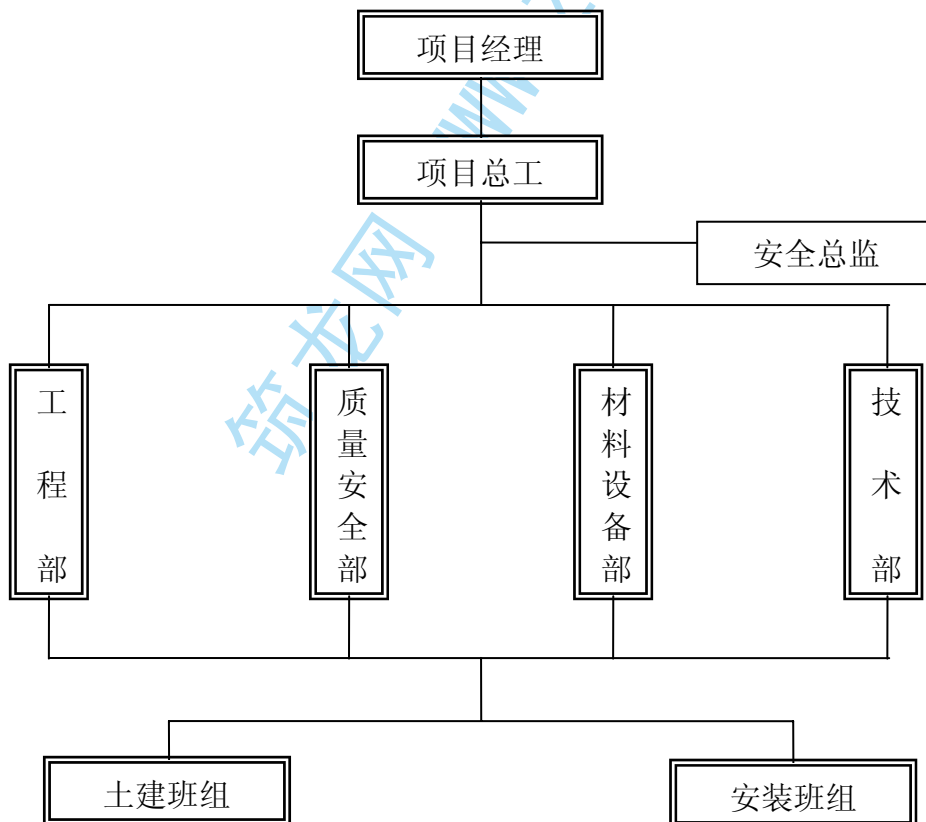 项目经理
项目总工
安全总监
工程部
质量安全部
材料设备部
技术部
土建班组
安装班组
筑龙网 WW